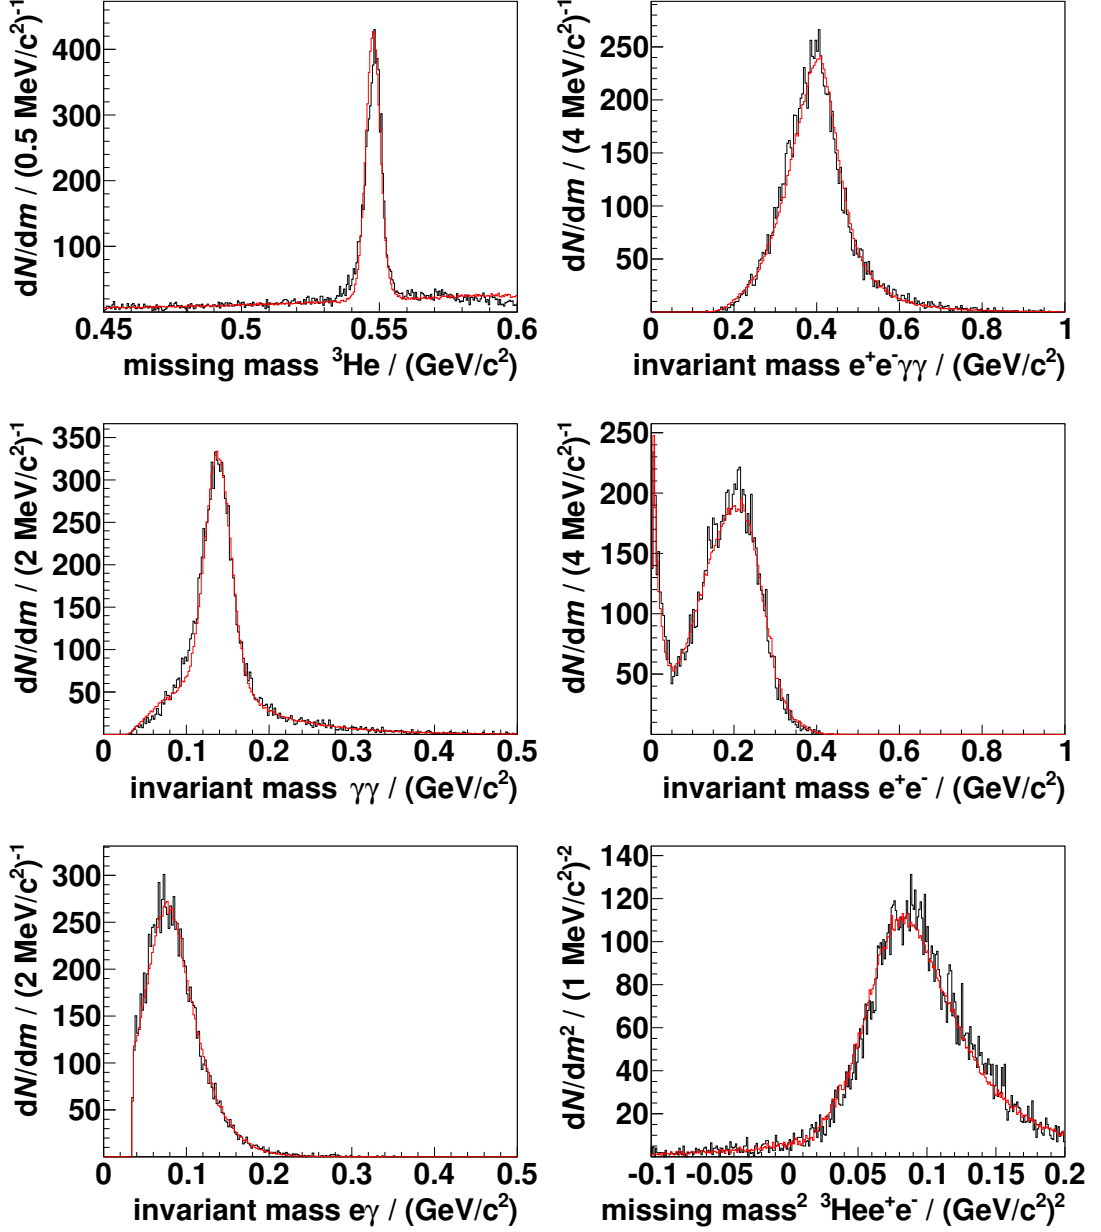 dN/dm / (0.5 MeV/c²)⁻¹
400
300
200
100
0.45 0.5 0.55 0.6
missing mass ³He / (GeV/c²)
dN/dm / (4 MeV/c²)⁻¹
250
200
150
100
50
0 0.2 0.4 0.6 0.8 1
invariant mass e⁺e⁻γγ / (GeV/c²)
dN/dm / (2 MeV/c²)⁻¹
350
300
250
200
150
100
50
0 0.1 0.2 0.3 0.4 0.5
invariant mass γγ / (GeV/c²)
dN/dm / (4 MeV/c²)⁻¹
250
200
150
100
50
0 0.2 0.4 0.6 0.8 1
invariant mass e⁺e⁻ / (GeV/c²)
dN/dm / (2 MeV/c²)⁻¹
300
250
200
150
100
50
0 0.1 0.2 0.3 0.4 0.5
invariant mass eγ / (GeV/c²)
dN/dm² / (1 MeV/c²)⁻²
140
120
100
80
60
40
20
-0.1 -0.05 0 0.05 0.1 0.15 0.2
missing mass² ³Hee⁺e⁻ / (GeV/c²)²